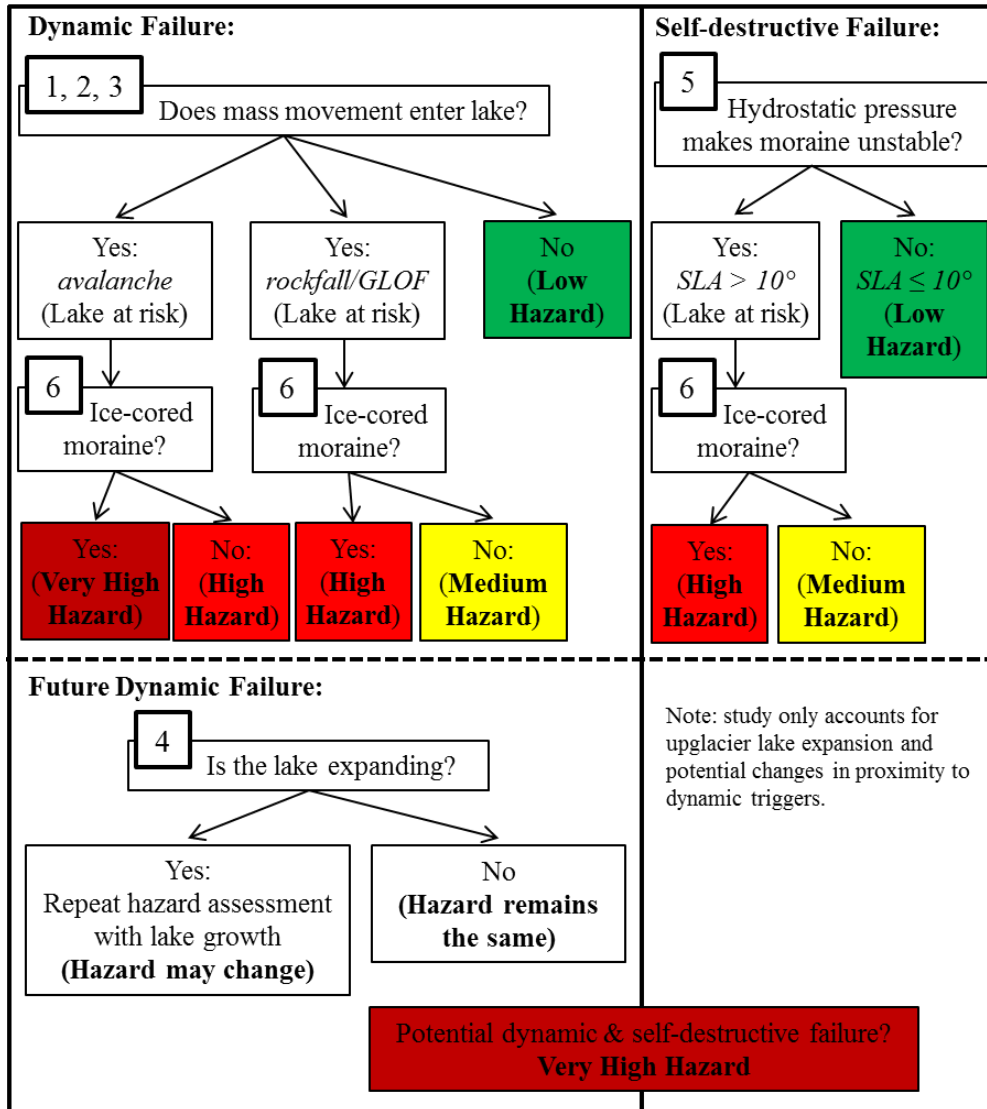 Dynamic Failure:
1, 2, 3
Does mass movement enter lake?
Yes:
avalanche
(Lake at risk)
Yes:
rockfall/GLOF
(Lake at risk)
No
(Low
Hazard)
6
Ice-cored
moraine?
6
Ice-cored
moraine?
Yes:
(Very High
Hazard)
No:
(High
Hazard)
Yes:
(High
Hazard)
No:
(Medium
Hazard)
Self-destructive Failure:
5
Hydrostatic pressure
makes moraine unstable?
Yes:
SLA > 10°
(Lake at risk)
No:
SLA ≤ 10°
(Low
Hazard)
6
Ice-cored
moraine?
Yes:
(High
Hazard)
No:
(Medium
Hazard)
Future Dynamic Failure:
4
Is the lake expanding?
Yes:
Repeat hazard assessment
with lake growth
(Hazard may change)
No
(Hazard remains
the same)
Note: study only accounts for
upglacier lake expansion and
potential changes in proximity to
dynamic triggers.
Potential dynamic & self-destructive failure?
Very High Hazard